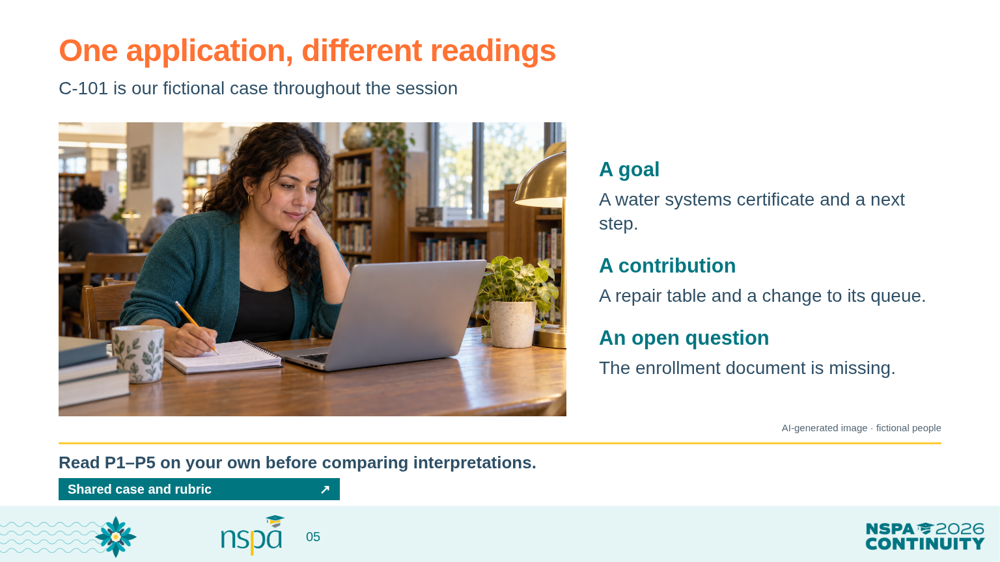 One application, different readings
C-101 is our fictional case throughout the session
A goal
A water systems certificate and a next
step.
A contribution
A repair table and a change to its queue.
An open question
The enrollment document is missing.
AI-generated image · fictional people
Read P1–P5 on your own before comparing interpretations.
Shared case and rubric ↗
nspa
05
NSPA 2026
CONTINUITY